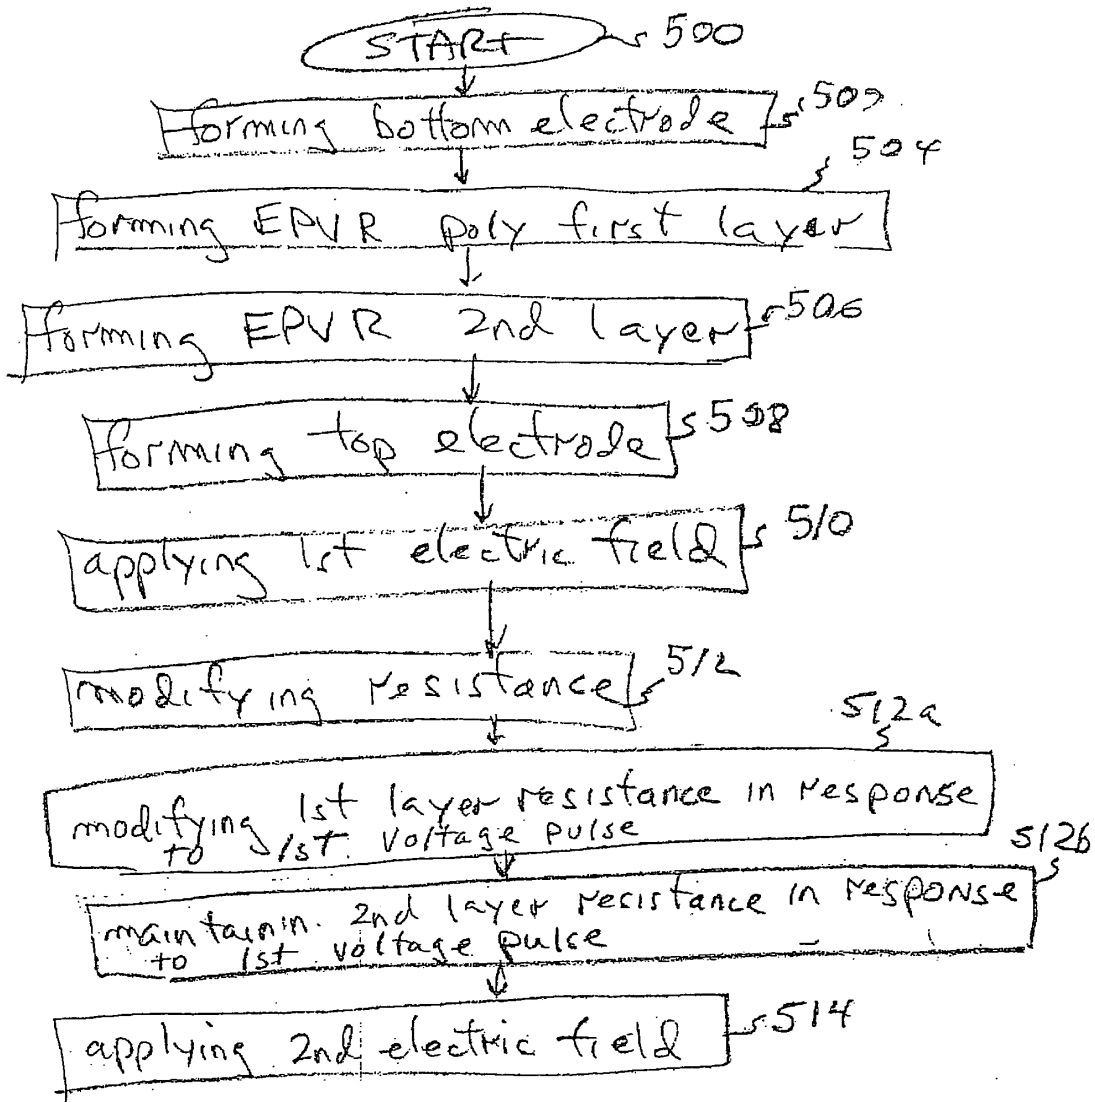 START 500
forming bottom electrode 502
504
forming EPVR poly first layer
forming EPVR 2nd layer 506
forming top electrode 508
applying 1st electric field 510
modifying resistance 512
512a
modifying 1st layer resistance in response
to 1st voltage pulse
512b
maintainin. 2nd layer resistance in response
to 1st voltage pulse
applying 2nd electric field 514